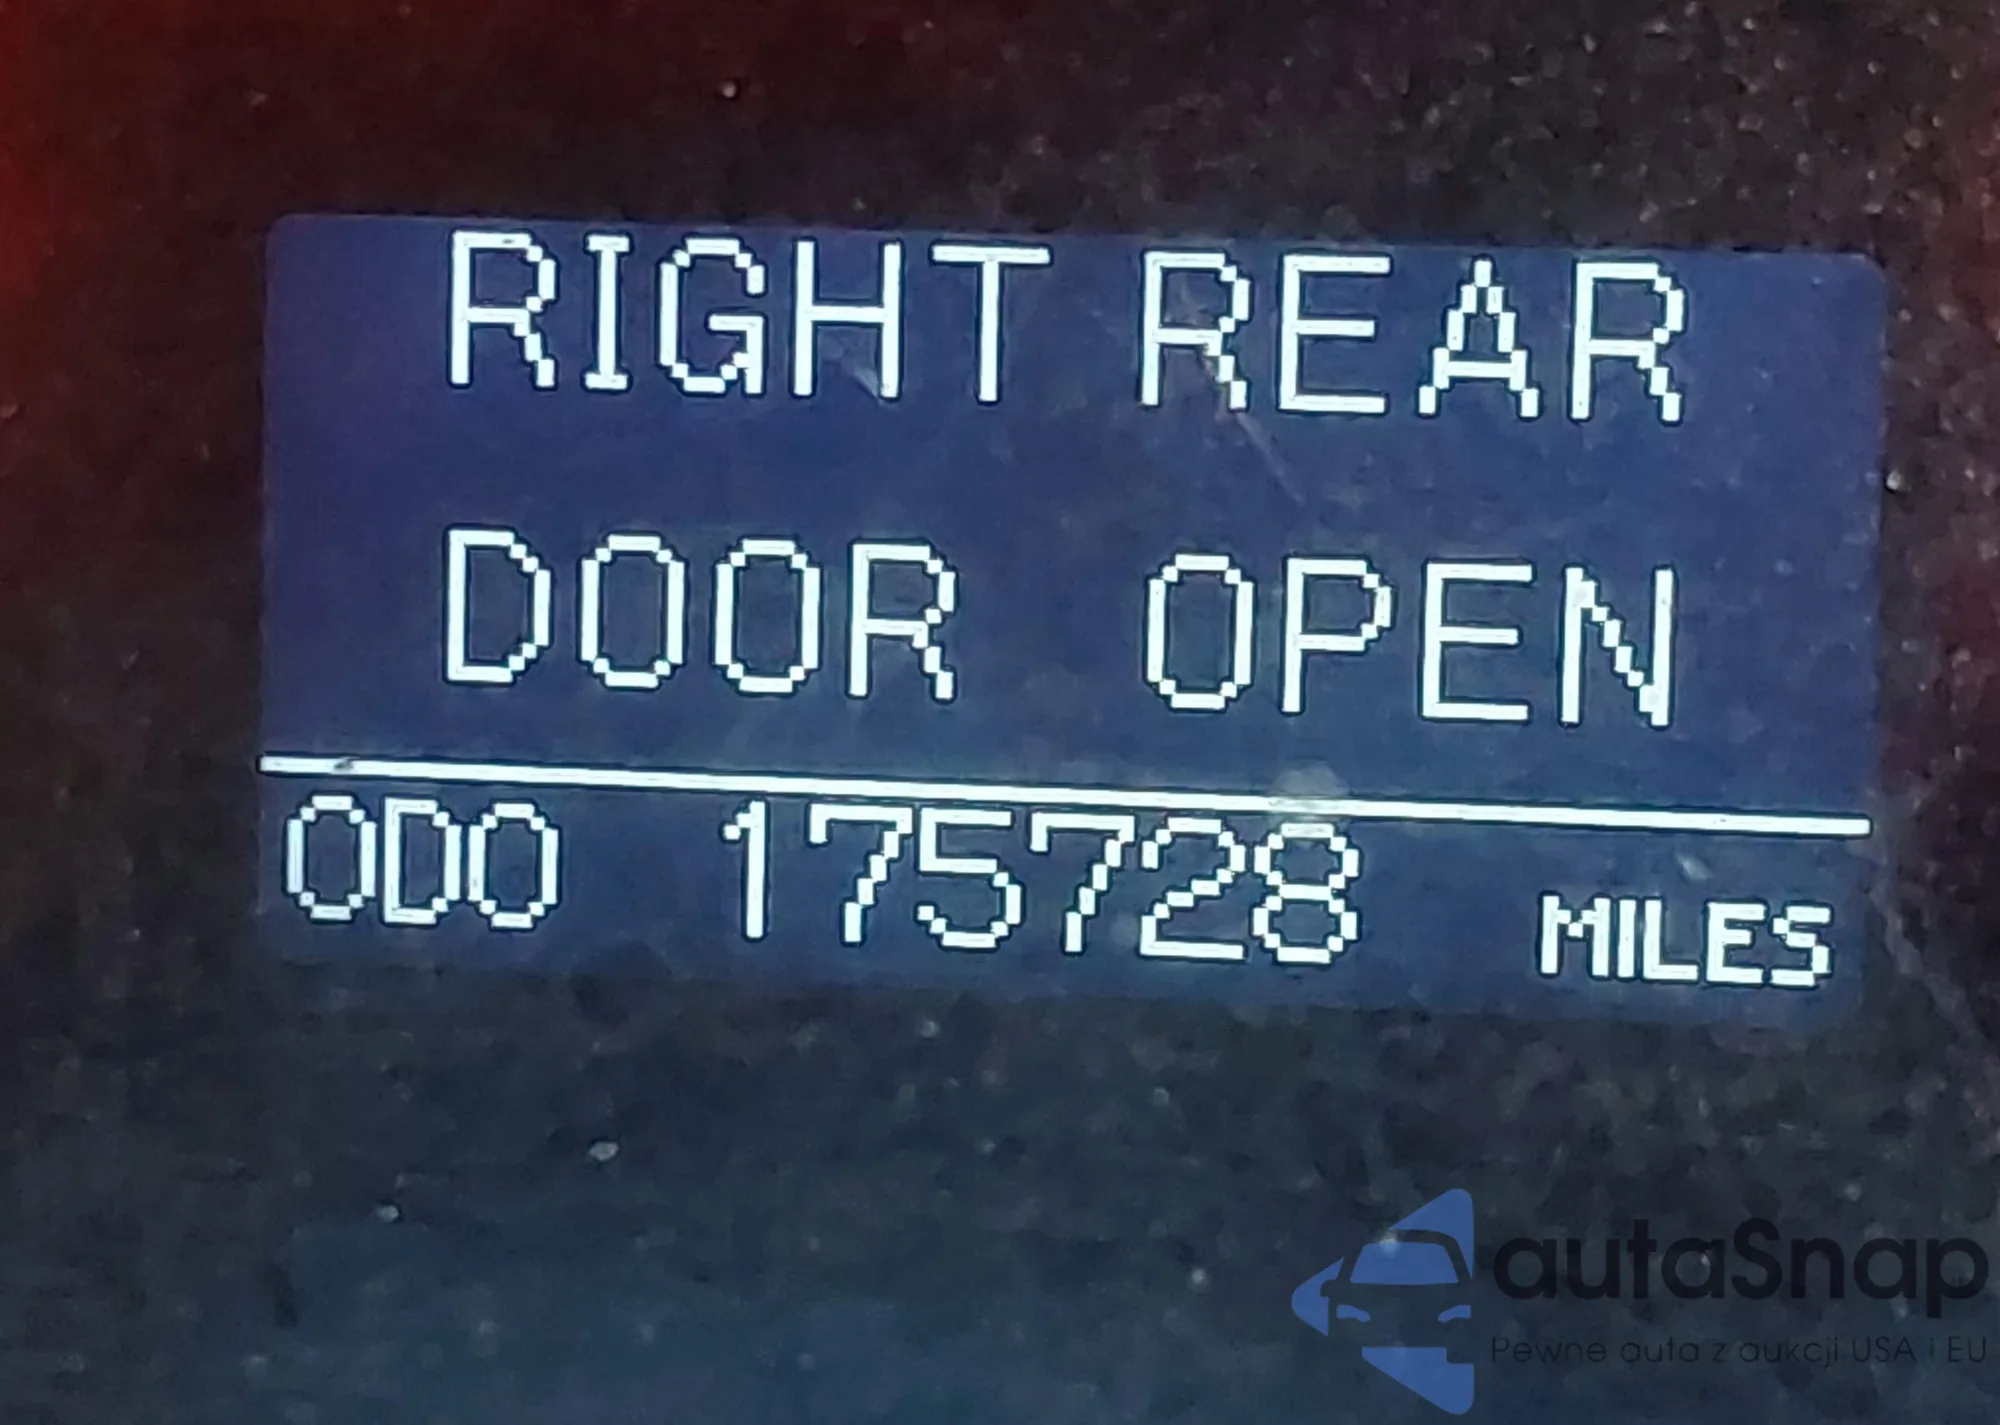 RIGHT REAR
DOOR OPEN
ODO 175728 MILES
autaSnap
Pewne auta z aukcji USA i EU